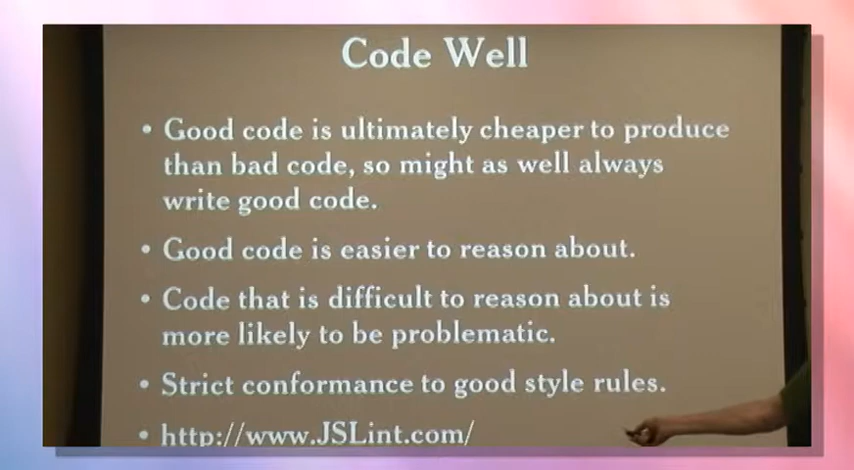 Code Well
• Good code is ultimately cheaper to produce
than bad code, so might as well always
write good code.
• Good code is easier to reason about.
• Code that is difficult to reason about is
more likely to be problematic.
• Strict conformance to good style rules.
• http://www.JSLint.com/